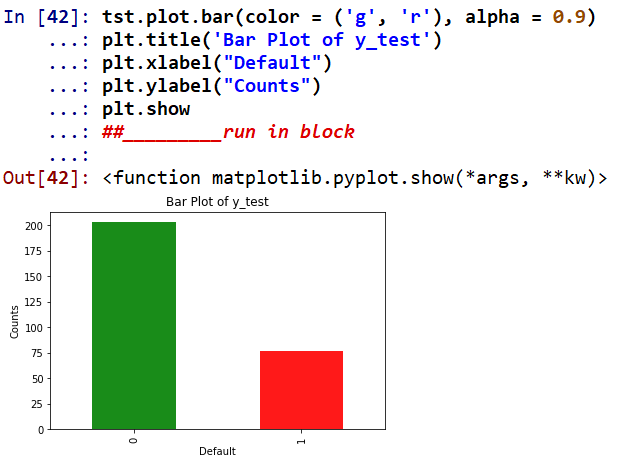 In [42]: tst.plot.bar(color = ('g', 'r'), alpha = 0.9)
...: plt.title('Bar Plot of y_test')
...: plt.xlabel("Default")
...: plt.ylabel("Counts")
...: plt.show
...: ##_________run in block
...:
Out[42]: <function matplotlib.pyplot.show(*args, **kw)>
Bar Plot of y_test
200
175
150
125
100
75
50
25
0
Counts
0
1
Default